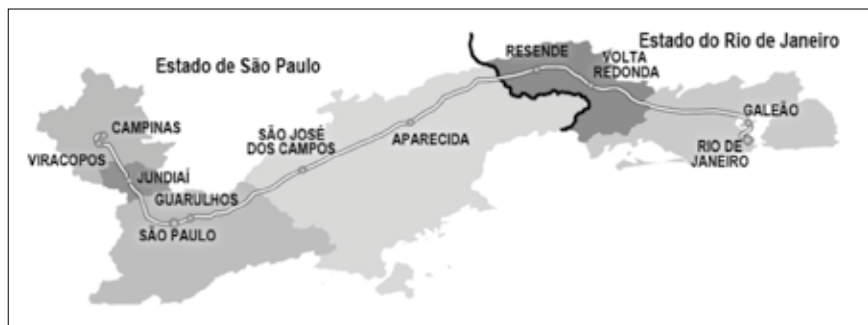 Estado de São Paulo
Estado do Rio de Janeiro
RESENDE
VOLTA
REDONDA
GALEÃO
RIO DE
JANEIRO
CAMPINAS
VIRACOPOS
JUNDIAÍ
GUARULHOS
SÃO PAULO
SÃO JOSÉ
DOS CAMPOS
APARECIDA